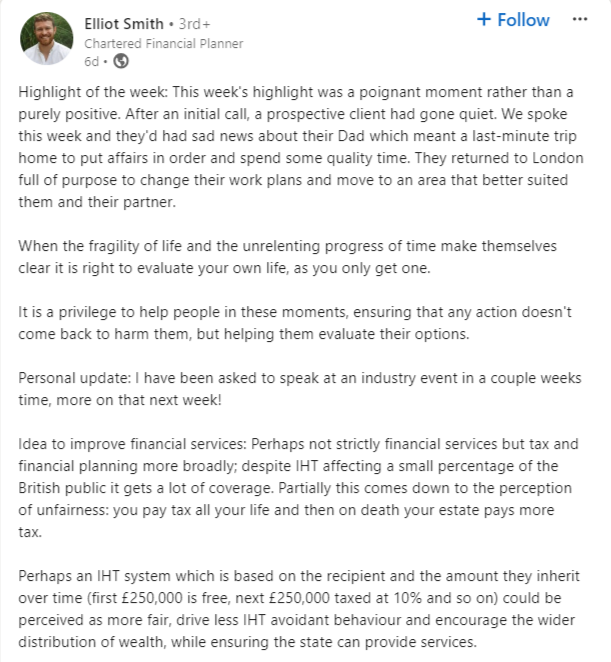 Elliot Smith • 3rd+
+ Follow
Chartered Financial Planner
6d •
Highlight of the week: This week's highlight was a poignant moment rather than a
purely positive. After an initial call, a prospective client had gone quiet. We spoke
this week and they'd had sad news about their Dad which meant a last-minute trip
home to put affairs in order and spend some quality time. They returned to London
full of purpose to change their work plans and move to an area that better suited
them and their partner.
When the fragility of life and the unrelenting progress of time make themselves
clear it is right to evaluate your own life, as you only get one.
It is a privilege to help people in these moments, ensuring that any action doesn't
come back to harm them, but helping them evaluate their options.
Personal update: I have been asked to speak at an industry event in a couple weeks
time, more on that next week!
Idea to improve financial services: Perhaps not strictly financial services but tax and
financial planning more broadly; despite IHT affecting a small percentage of the
British public it gets a lot of coverage. Partially this comes down to the perception
of unfairness: you pay tax all your life and then on death your estate pays more
tax.
Perhaps an IHT system which is based on the recipient and the amount they inherit
over time (first £250,000 is free, next £250,000 taxed at 10% and so on) could be
perceived as more fair, drive less IHT avoidant behaviour and encourage the wider
distribution of wealth, while ensuring the state can provide services.